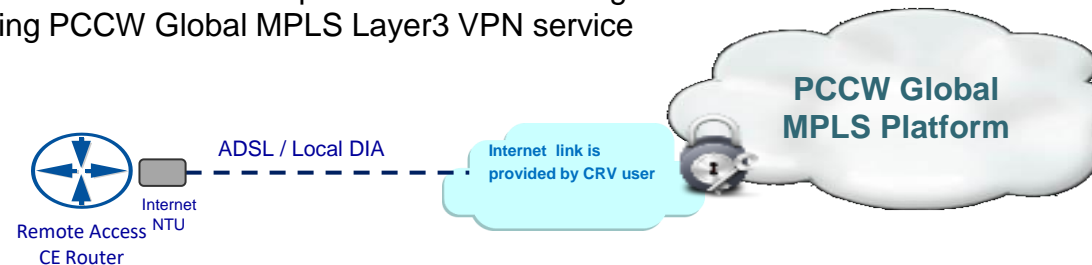 ing PCCW Global MPLS Layer3 VPN service
PCCW Global
MPLS Platform
ADSL / Local DIA
Internet link is
provided by CRV user
Internet
NTU
Remote Access
CE Router